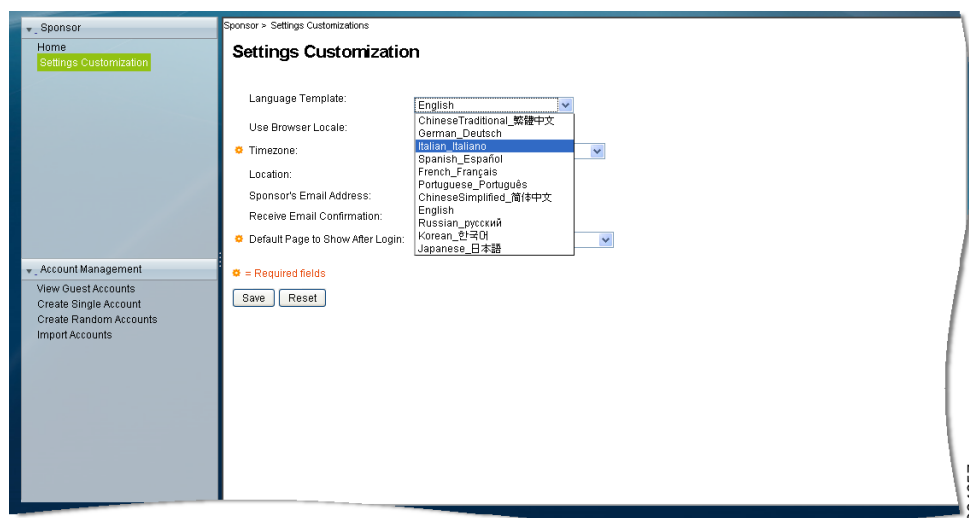 Sponsor
Home
Settings Customization
Account Management
View Guest Accounts
Create Single Account
Create Random Accounts
Import Accounts
Sponsor > Settings Customizations
Settings Customization
Language Template:
English
Use Browser Locale:
Timezone:
Location:
Sponsor's Email Address:
Receive Email Confirmation:
Default Page to Show After Login:
ChineseTraditional_繁體中文
German_Deutsch
Italian_Italiano
Spanish_Español
French_Français
Portuguese_Português
ChineseSimplified_简体中文
English
Russian_русский
Korean_한국어
Japanese_日本語
= Required fields
Save Reset